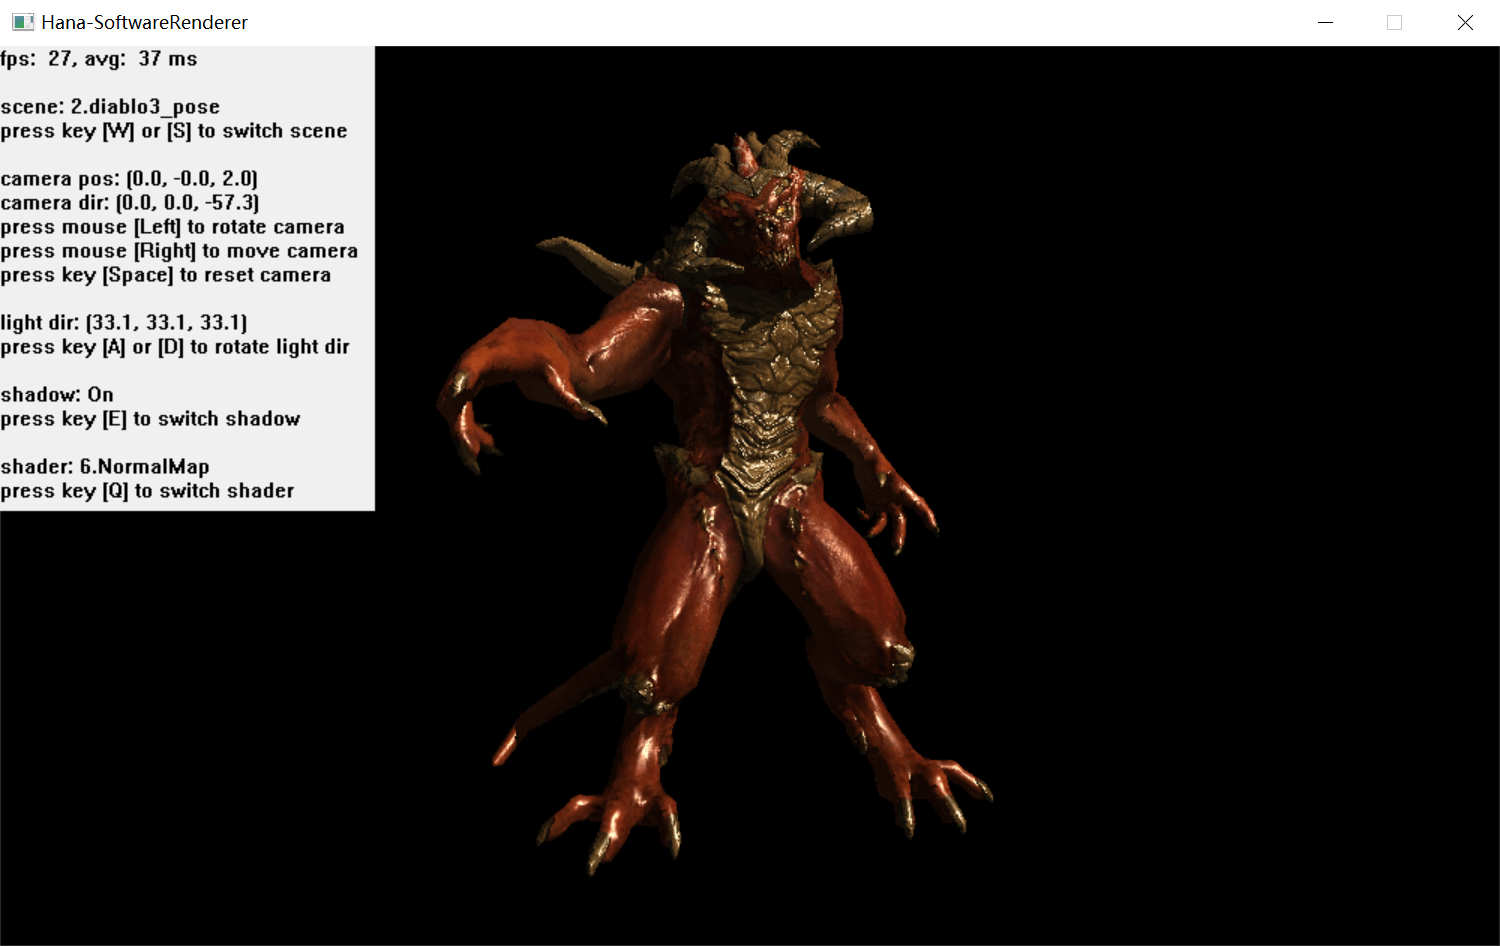 Hana-SoftwareRenderer
fps:  27, avg:  37 ms
scene: 2.diablo3_pose
press key [W] or [S] to switch scene
camera pos: (0.0, -0.0, 2.0)
camera dir: (0.0, 0.0, -57.3)
press mouse [Left] to rotate camera
press mouse [Right] to move camera
press key [Space] to reset camera
light dir: (33.1, 33.1, 33.1)
press key [A] or [D] to rotate light dir
shadow: On
press key [E] to switch shadow
shader: 6.NormalMap
press key [Q] to switch shader